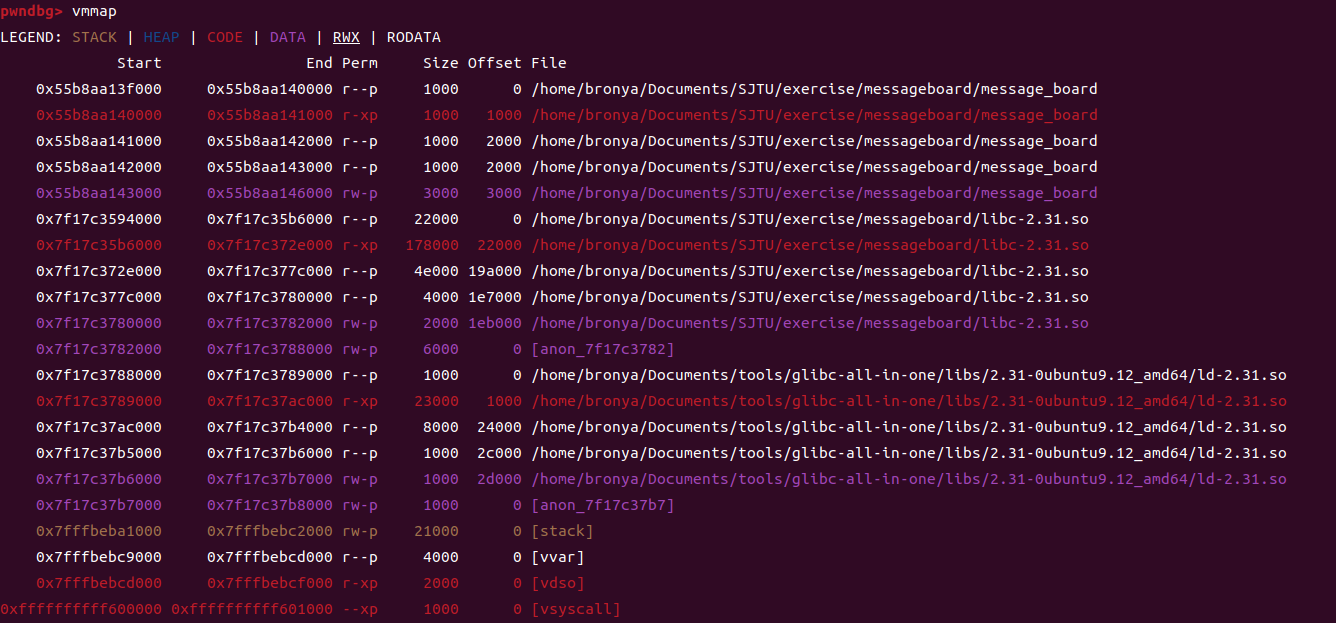 pwndbg> vmmap
LEGEND: STACK | HEAP | CODE | DATA | RWX | RODATA
Start End Perm Size Offset File
0x55b8aa13f000 0x55b8aa140000 r--p 1000 0 /home/bronya/Documents/SJTU/exercise/messageboard/message_board
0x55b8aa140000 0x55b8aa141000 r-xp 1000 1000 /home/bronya/Documents/SJTU/exercise/messageboard/message_board
0x55b8aa141000 0x55b8aa142000 r--p 1000 2000 /home/bronya/Documents/SJTU/exercise/messageboard/message_board
0x55b8aa142000 0x55b8aa143000 r--p 1000 2000 /home/bronya/Documents/SJTU/exercise/messageboard/message_board
0x55b8aa143000 0x55b8aa146000 rw-p 3000 3000 /home/bronya/Documents/SJTU/exercise/messageboard/message_board
0x7f17c3594000 0x7f17c35b6000 r--p 22000 0 /home/bronya/Documents/SJTU/exercise/messageboard/libc-2.31.so
0x7f17c35b6000 0x7f17c372e000 r-xp 178000 22000 /home/bronya/Documents/SJTU/exercise/messageboard/libc-2.31.so
0x7f17c372e000 0x7f17c377c000 r--p 4e000 19a000 /home/bronya/Documents/SJTU/exercise/messageboard/libc-2.31.so
0x7f17c377c000 0x7f17c3780000 r--p 4000 1e7000 /home/bronya/Documents/SJTU/exercise/messageboard/libc-2.31.so
0x7f17c3780000 0x7f17c3782000 rw-p 2000 1eb000 /home/bronya/Documents/SJTU/exercise/messageboard/libc-2.31.so
0x7f17c3782000 0x7f17c3788000 rw-p 6000 0 [anon_7f17c3782]
0x7f17c3788000 0x7f17c3789000 r--p 1000 0 /home/bronya/Documents/tools/glibc-all-in-one/libs/2.31-0ubuntu9.12_amd64/ld-2.31.so
0x7f17c3789000 0x7f17c37ac000 r-xp 23000 1000 /home/bronya/Documents/tools/glibc-all-in-one/libs/2.31-0ubuntu9.12_amd64/ld-2.31.so
0x7f17c37ac000 0x7f17c37b4000 r--p 8000 24000 /home/bronya/Documents/tools/glibc-all-in-one/libs/2.31-0ubuntu9.12_amd64/ld-2.31.so
0x7f17c37b5000 0x7f17c37b6000 r--p 1000 2c000 /home/bronya/Documents/tools/glibc-all-in-one/libs/2.31-0ubuntu9.12_amd64/ld-2.31.so
0x7f17c37b6000 0x7f17c37b7000 rw-p 1000 2d000 /home/bronya/Documents/tools/glibc-all-in-one/libs/2.31-0ubuntu9.12_amd64/ld-2.31.so
0x7f17c37b7000 0x7f17c37b8000 rw-p 1000 0 [anon_7f17c37b7]
0x7fffbeba1000 0x7fffbebc2000 rw-p 21000 0 [stack]
0x7fffbebc9000 0x7fffbebcd000 r--p 4000 0 [vvar]
0x7fffbebcd000 0x7fffbebcf000 r-xp 2000 0 [vdso]
0xffffffffff600000 0xffffffffff601000 --xp 1000 0 [vsyscall]